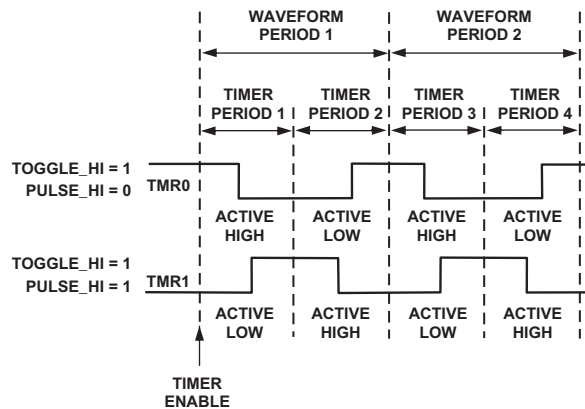 WAVEFORM
PERIOD 1
WAVEFORM
PERIOD 2
TIMER
PERIOD 1
TIMER
PERIOD 2
TIMER
PERIOD 3
TIMER
PERIOD 4
TOGGLE_HI = 1
PULSE_HI = 0
TMR0
ACTIVE
HIGH
ACTIVE
LOW
ACTIVE
HIGH
ACTIVE
LOW
TOGGLE_HI = 1
PULSE_HI = 1
TMR1
ACTIVE
LOW
ACTIVE
HIGH
ACTIVE
LOW
ACTIVE
HIGH
TIMER
ENABLE